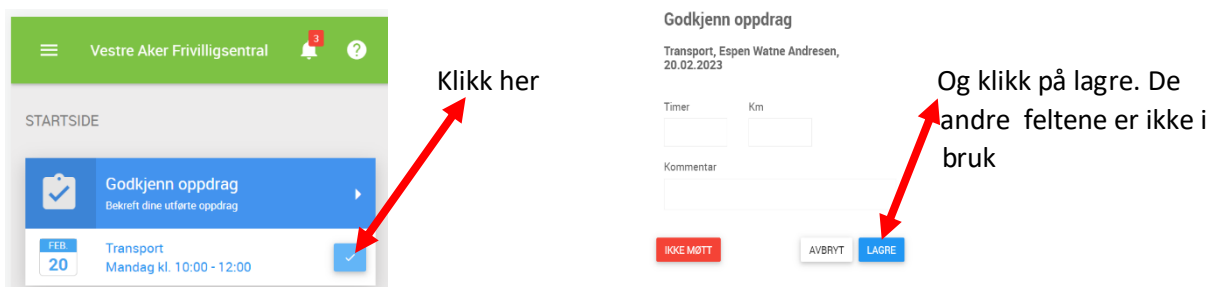 Vestre Aker Frivilligsentral
3
?
STARTSIDE
Godkjenn oppdrag
Bekreft dine utførte oppdrag
FEB.
20
Transport
Mandag kl. 10:00 - 12:00
Klikk her
Godkjenn oppdrag
Transport, Espen Watne Andresen,
20.02.2023
Timer
Km
Kommentar
IKKE MØTT
AVBRYT
LAGRE
Og klikk på lagre. De
andre feltene er ikke i
bruk